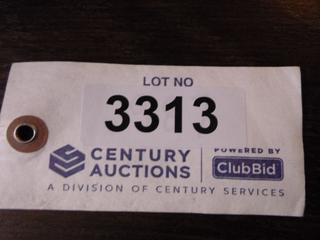 LOT NO
3313
CENTURY AUCTIONS
POWERED BY
ClubBid
A DIVISION OF CENTURY SERVICES